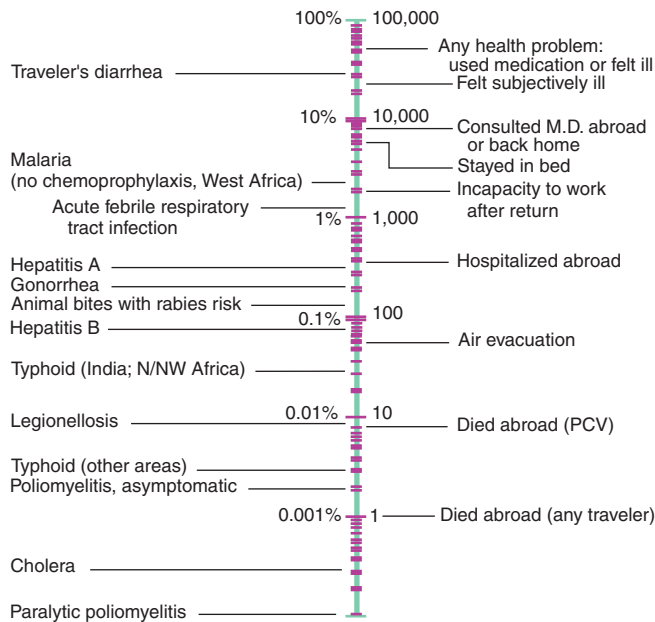 100% 100,000
Any health problem:
used medication or felt ill
Traveler's diarrhea
Felt subjectively ill
10% 10,000
Consulted M.D. abroad
or back home
Malaria
(no chemoprophylaxis, West Africa)
Stayed in bed
Incapacity to work
after return
Acute febrile respiratory
tract infection
1% 1,000
Hepatitis A
Hospitalized abroad
Gonorrhea
Animal bites with rabies risk
0.1% 100
Hepatitis B
Air evacuation
Typhoid (India; N/NW Africa)
0.01% 10
Legionellosis
Died abroad (PCV)
Typhoid (other areas)
Poliomyelitis, asymptomatic
0.001% 1
Died abroad (any traveler)
Cholera
Paralytic poliomyelitis